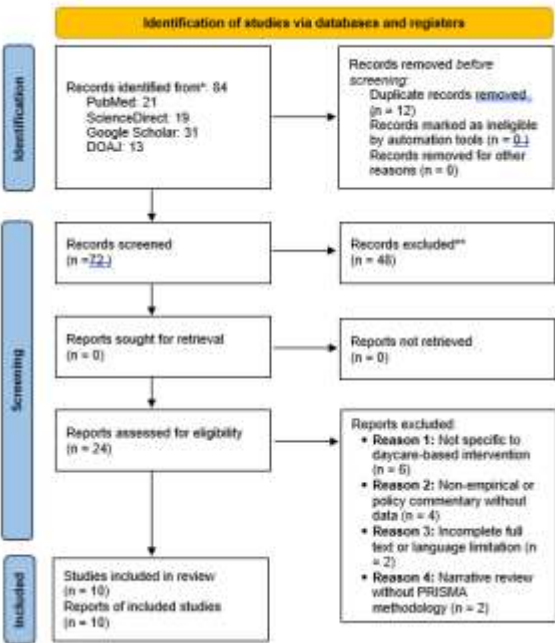 Identification of studies via databases and registers
Identification
Records identified from*: 84
PubMed: 21
ScienceDirect: 19
Google Scholar: 31
DOAJ: 13
Records removed before
screening:
Duplicate records removed
(n = 12)
Records marked as ineligible
by automation tools (n = 0 )
Records removed for other
reasons (n = 0)
Screening
Records screened
(n =72 )
Records excluded**
(n = 48)
Reports sought for retrieval
(n = 0)
Reports not retrieved
(n = 0)
Reports assessed for eligibility
(n = 24)
Reports excluded:
• Reason 1: Not specific to
daycare-based intervention
(n = 6)
• Reason 2: Non-empirical or
policy commentary without
data (n = 4)
• Reason 3: Incomplete full
text or language limitation (n
= 2)
• Reason 4: Narrative review
without PRISMA
methodology (n = 2)
Included
Studies included in review
(n = 10)
Reports of included studies
(n = 10)